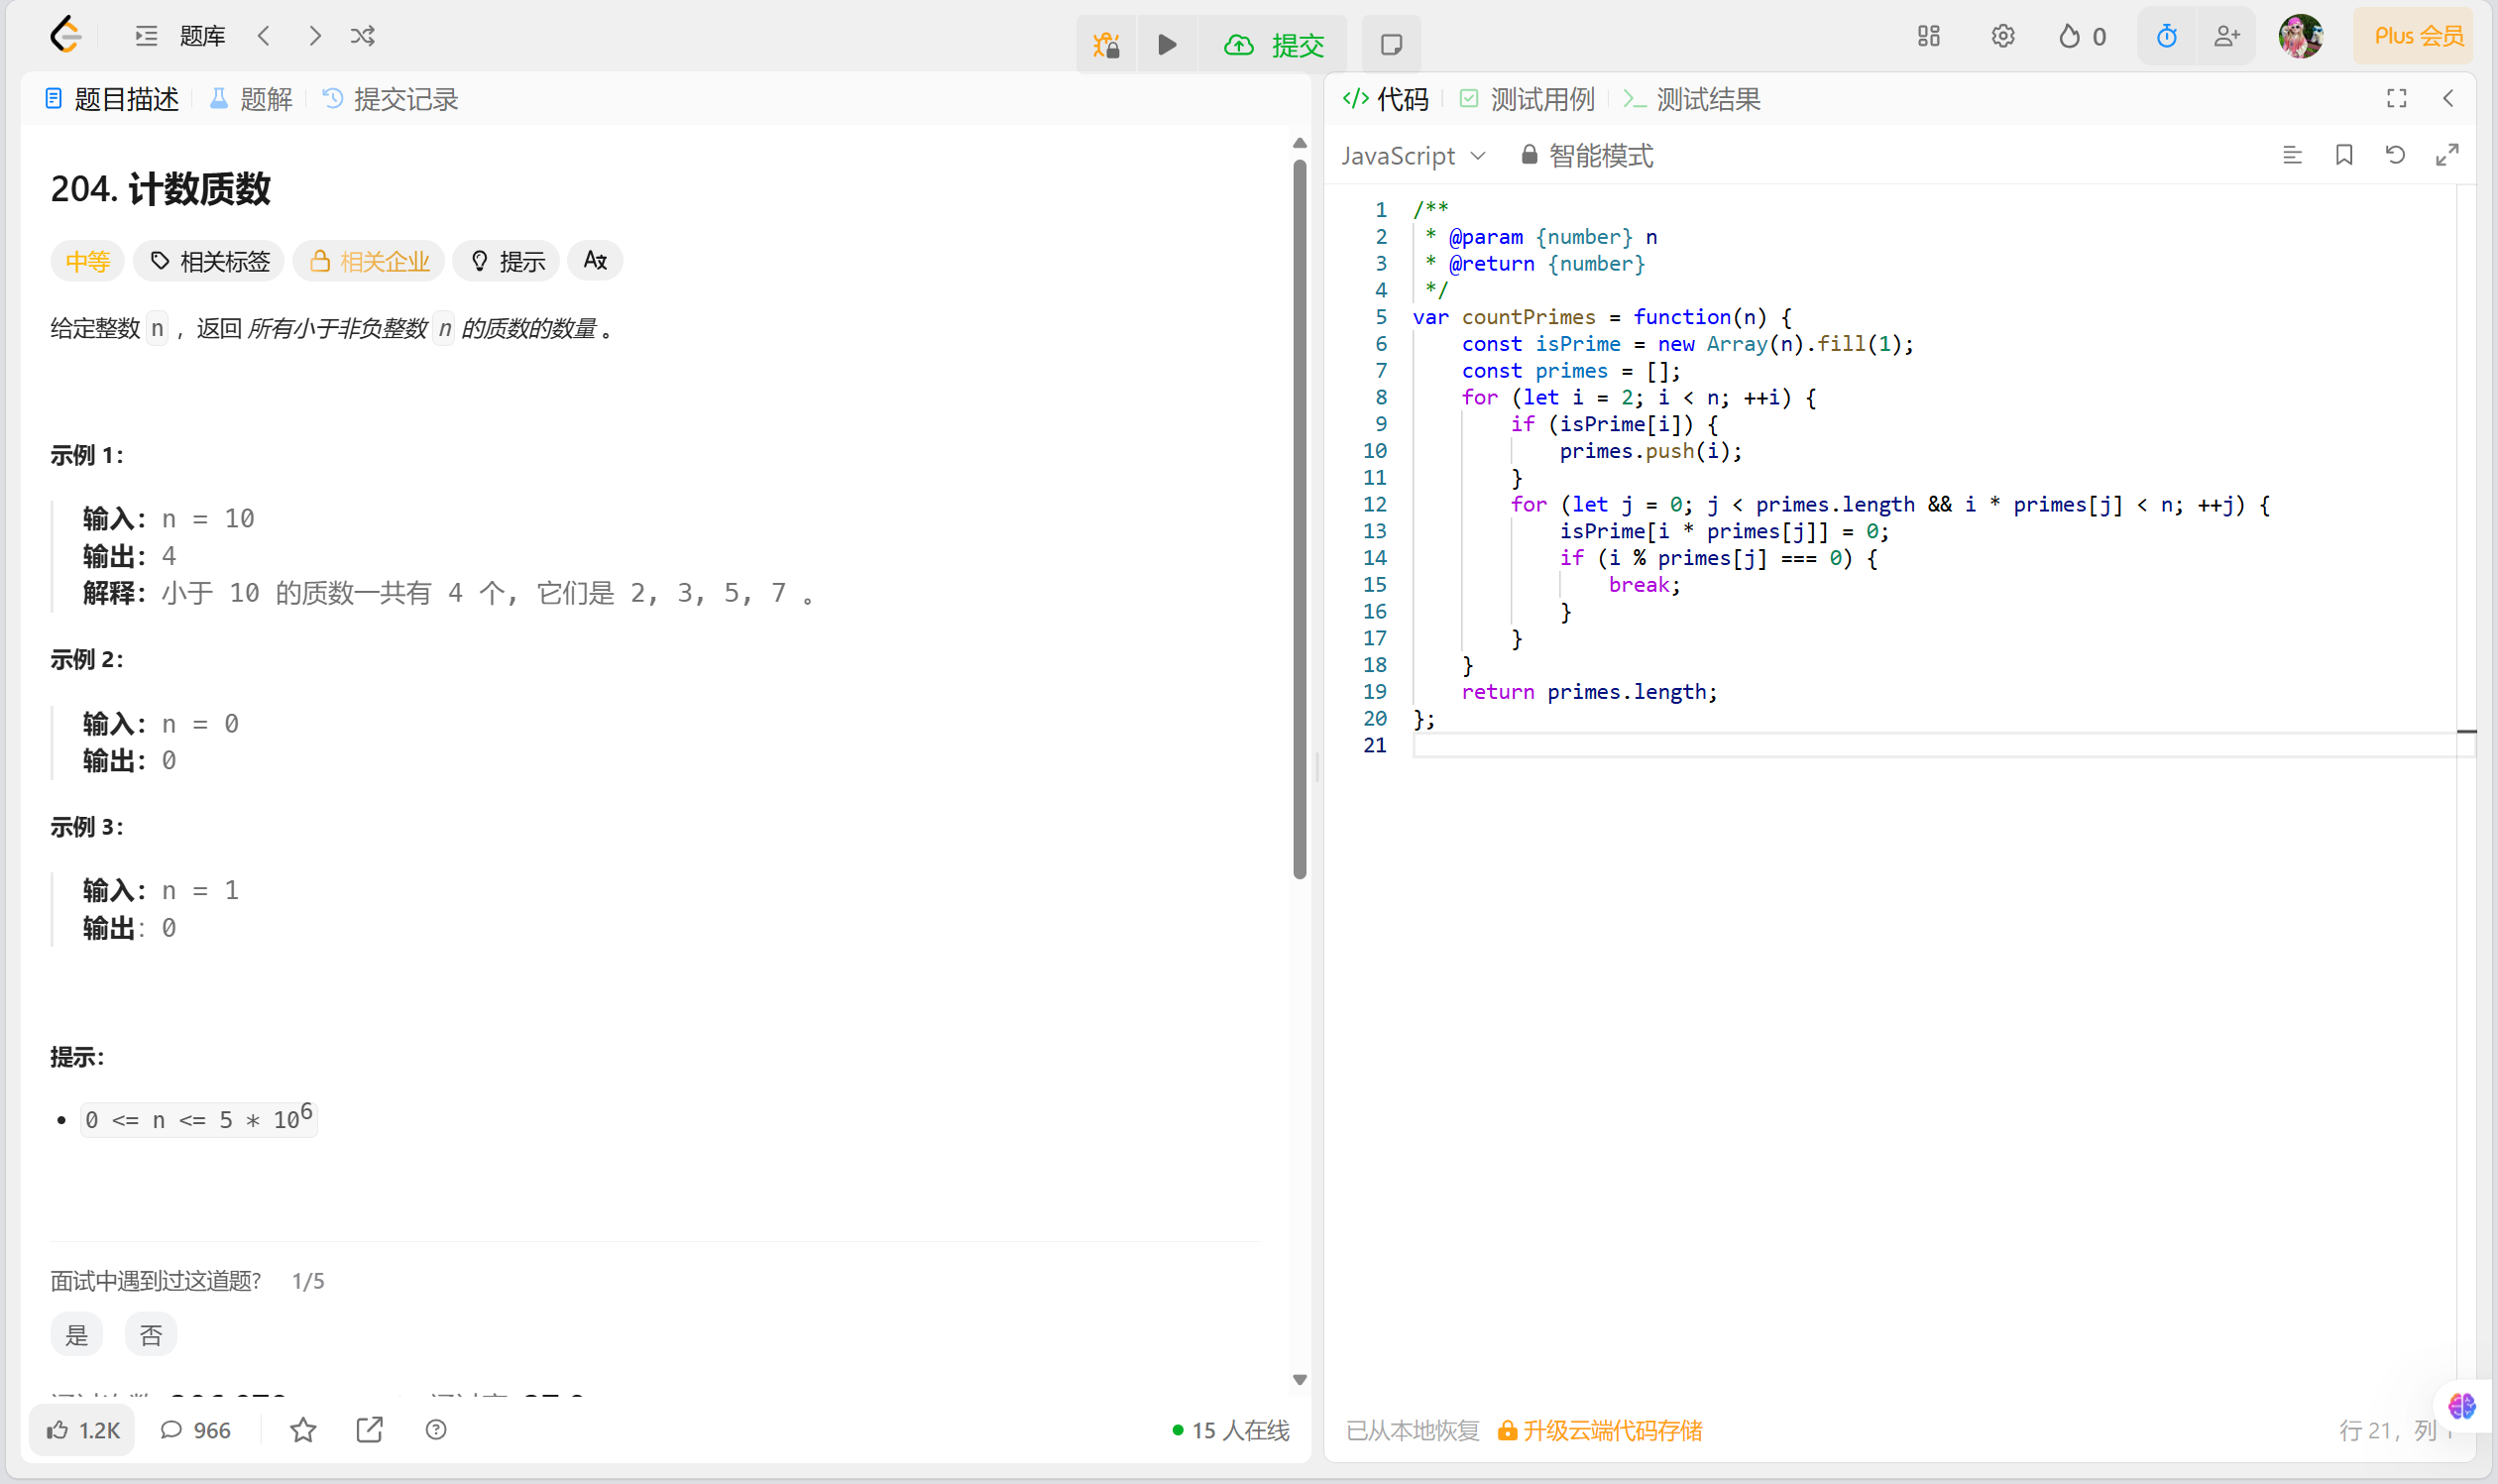 题库
提交
0
Plus 会员
题目描述
题解
提交记录
204. 计数质数
中等
相关标签
相关企业
提示
给定整数 n ，返回 所有小于非负整数 n 的质数的数量 。
示例 1：
输入：n = 10
输出：4
解释：小于 10 的质数一共有 4 个, 它们是 2, 3, 5, 7 。
示例 2：
输入：n = 0
输出：0
示例 3：
输入：n = 1
输出：0
提示：
0 <= n <= 5 * 10^6
面试中遇到过这道题? 1/5
是 否
1.2K
966
15 人在线
代码
测试用例
测试结果
JavaScript
智能模式
1 /**
2  * @param {number} n
3  * @return {number}
4  */
5 var countPrimes = function(n) {
6     const isPrime = new Array(n).fill(1);
7     const primes = [];
8     for (let i = 2; i < n; ++i) {
9         if (isPrime[i]) {
10             primes.push(i);
11         }
12         for (let j = 0; j < primes.length && i * primes[j] < n; ++j) {
13             isPrime[i * primes[j]] = 0;
14             if (i % primes[j] === 0) {
15                 break;
16             }
17         }
18     }
19     return primes.length;
20 };
21
已从本地恢复
升级云端代码存储
行 21，列